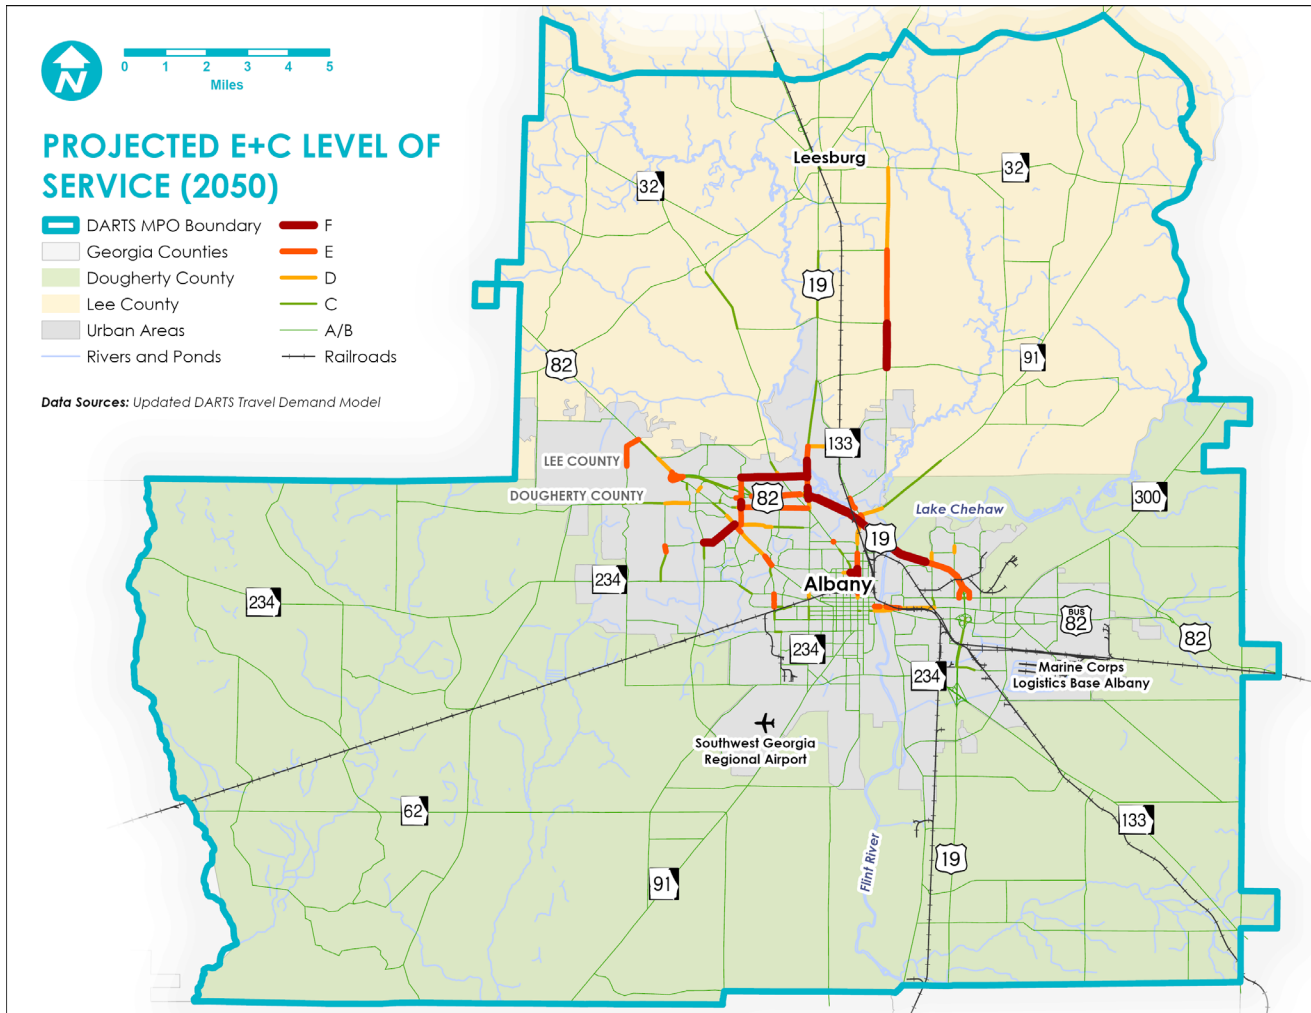 N
0 1 2 3 4 5
Miles
PROJECTED E+C LEVEL OF
SERVICE (2050)
DARTS MPO Boundary
Georgia Counties
Dougherty County
Lee County
Urban Areas
Rivers and Ponds
F
E
D
C
A/B
Railroads
Data Sources: Updated DARTS Travel Demand Model
Leesburg
32
32
19
82
91
133
LEE COUNTY
DOUGHERTY COUNTY
82
300
Lake Chehaw
19
234
234
Albany
BUS
82
82
234
234
Marine Corps
Logistics Base Albany
Southwest Georgia
Regional Airport
62
133
91
19
Flint River